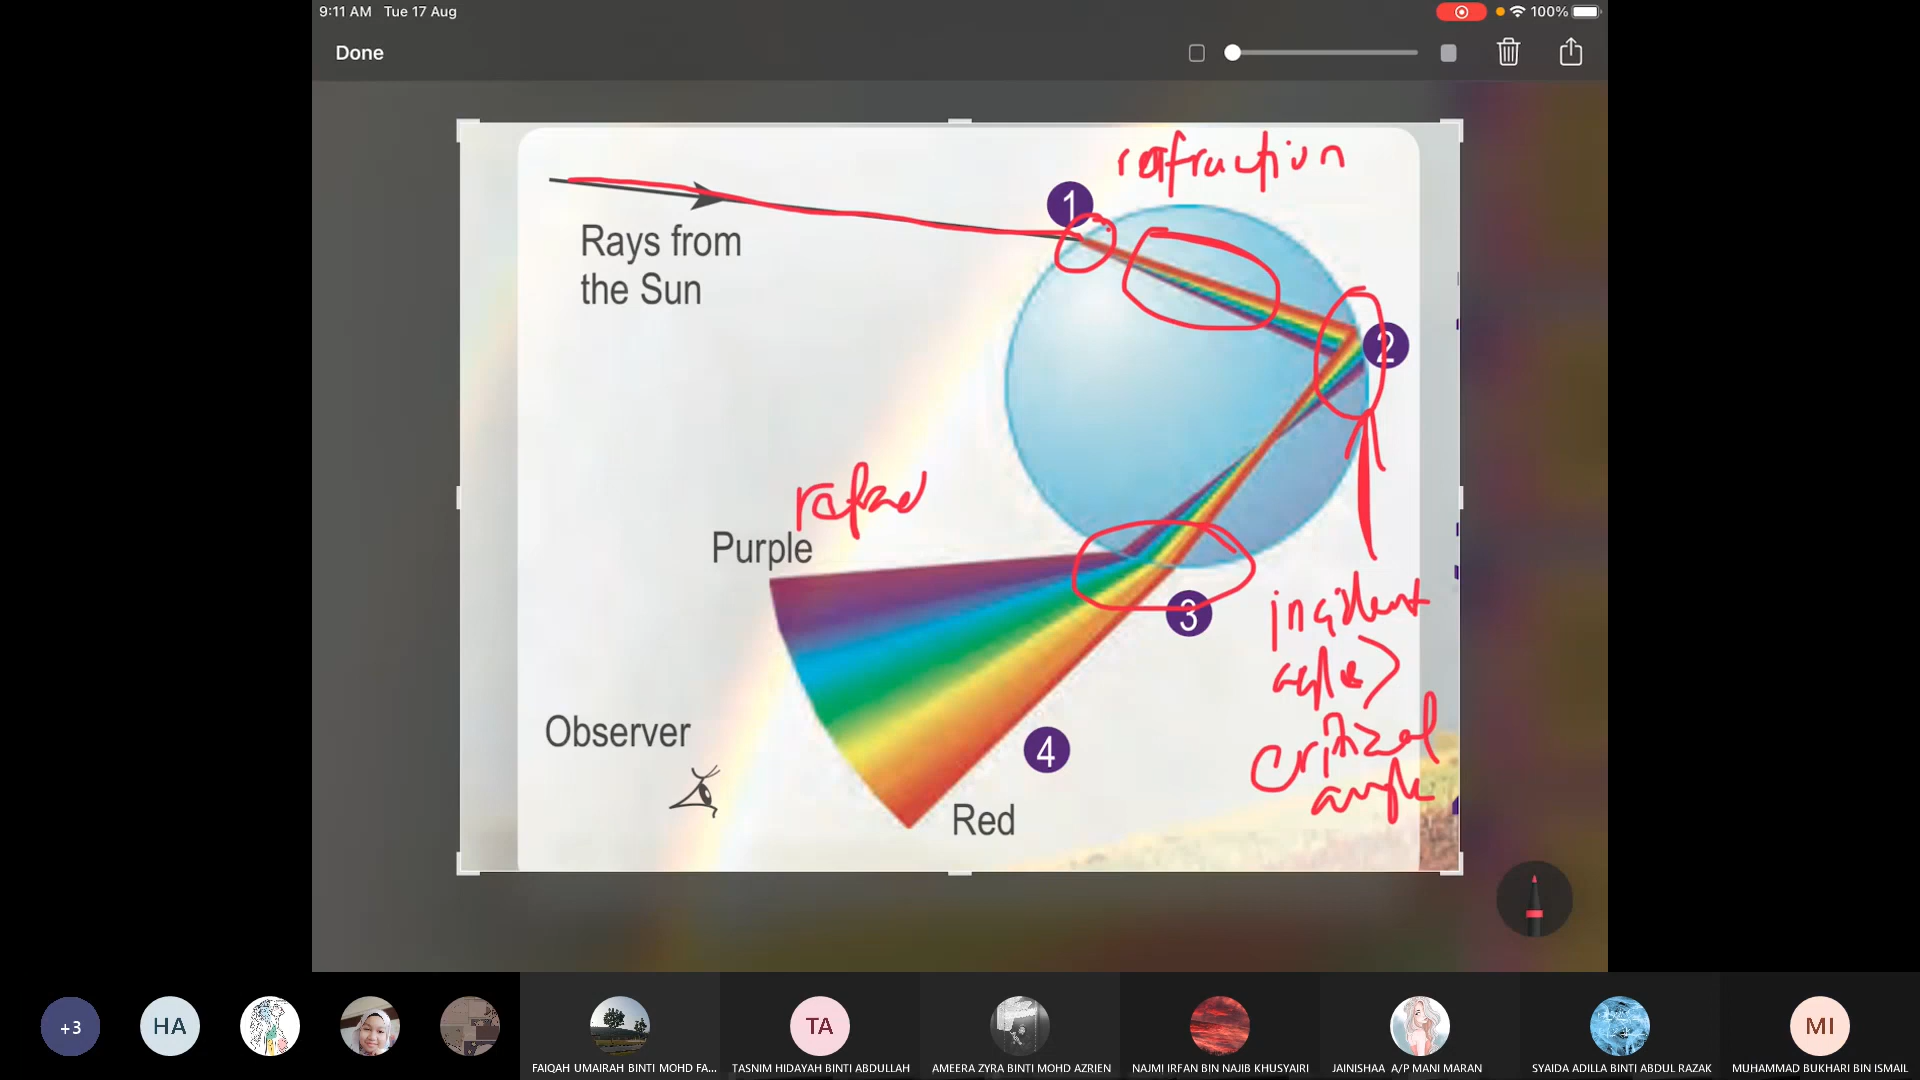 9:11 AM Tue 17 Aug
100%
Done
refraction
1
Rays from
the Sun
2
Purple
3
incident
angle >
critical
angle
Observer
4
Red
+3
HA
TA
MI
FAIQAH UMAIRAH BINTI MOHD FA...
TASNIM HIDAYAH BINTI ABDULLAH
AMEERA ZYRA BINTI MOHD AZRIEN
NAJMI IRFAN BIN NAJIB KHUSYAIRI
JAINISHAA A/P MANI MARAN
SYAIDA ADILLA BINTI ABDUL RAZAK
MUHAMMAD BUKHARI BIN ISMAIL